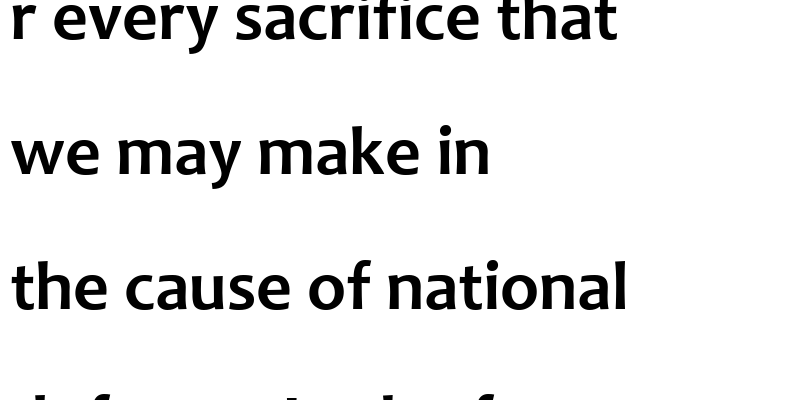 r every sacrifice that
we may make in
the cause of national